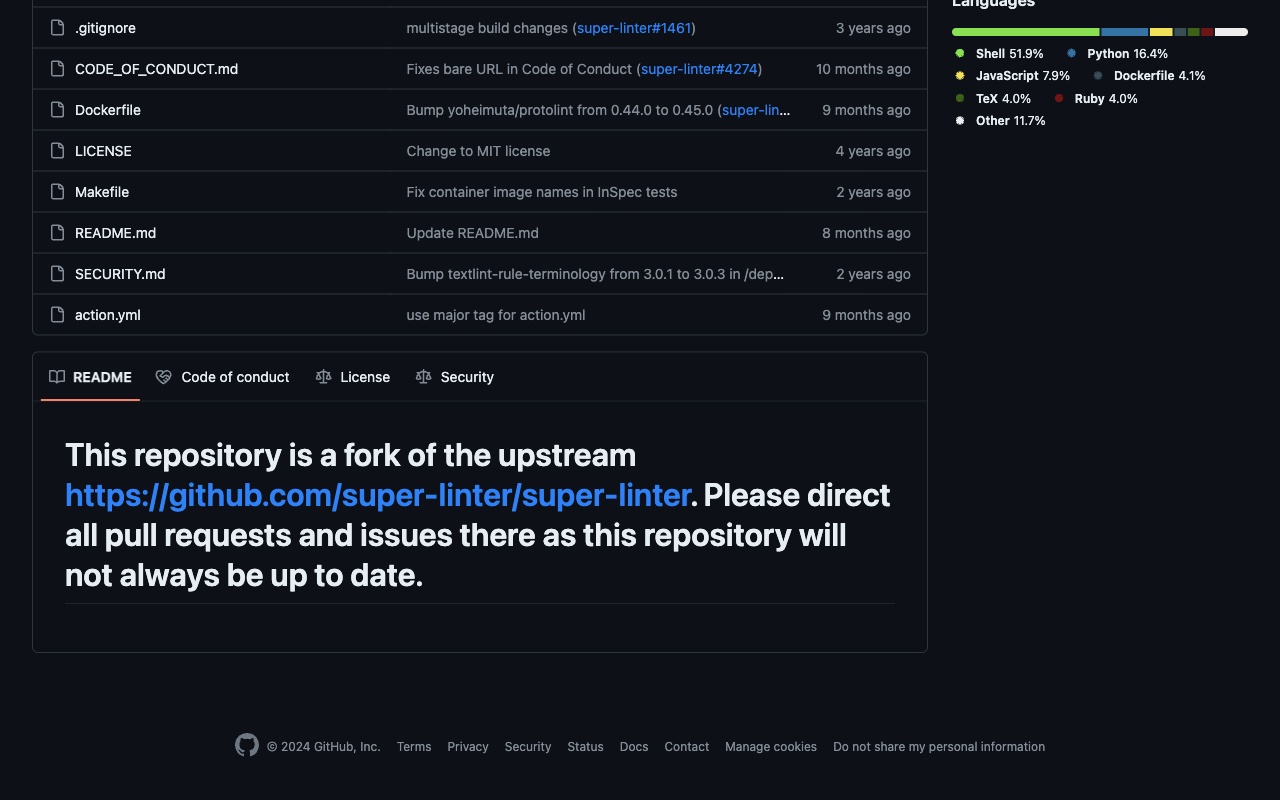 Languages
.gitignore multistage build changes (super-linter#1461) 3 years ago
Shell 51.9% Python 16.4%
CODE_OF_CONDUCT.md Fixes bare URL in Code of Conduct (super-linter#4274) 10 months ago
JavaScript 7.9% Dockerfile 4.1%
TeX 4.0% Ruby 4.0%
Dockerfile Bump yoheimuta/protolint from 0.44.0 to 0.45.0 (super-lin... 9 months ago
Other 11.7%
LICENSE Change to MIT license 4 years ago
Makefile Fix container image names in InSpec tests 2 years ago
README.md Update README.md 8 months ago
SECURITY.md Bump textlint-rule-terminology from 3.0.1 to 3.0.3 in /dep... 2 years ago
action.yml use major tag for action.yml 9 months ago
README Code of conduct License Security
This repository is a fork of the upstream
https://github.com/super-linter/super-linter. Please direct
all pull requests and issues there as this repository will
not always be up to date.
© 2024 GitHub, Inc. Terms Privacy Security Status Docs Contact Manage cookies Do not share my personal information